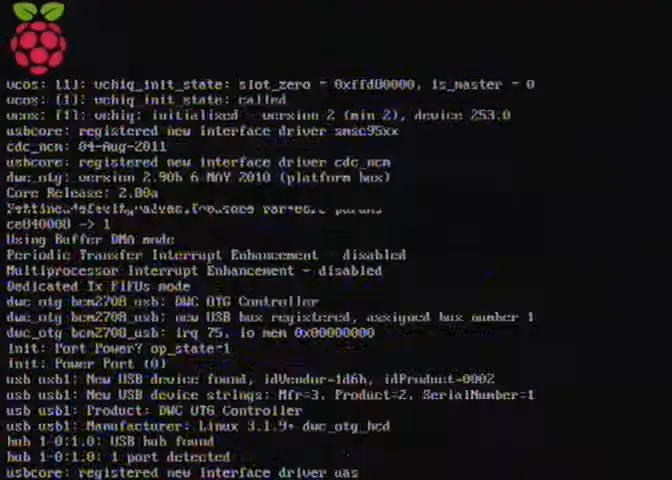 vcos: [1]: vchiq_init_state: slot_zero = 0xffd80000, is_master = 0
vcos: [1]: vchiq_init_state: called
vcos: [1]: vchiq: initialised - version 2 (min 2), device 253.0
usbcore: registered new interface driver smsc95xx
cdc_ncm: 04-Aug-2011
usbcore: registered new interface driver cdc_ncm
dwc_otg: version 2.90b 6-MAY-2010 (platform bus)
Core Release: 2.80a
Setting default values for core params
ce840000 -> 1
Using Buffer DMA mode
Periodic Transfer Interrupt Enhancement - disabled
Multiprocessor Interrupt Enhancement - disabled
Dedicated Tx FIFOs mode
dwc_otg bcm2708_usb: DWC OTG Controller
dwc_otg bcm2708_usb: new USB bus registered, assigned bus number 1
dwc_otg bcm2708_usb: irq 75, io mem 0x00000000
Init: Port Power? op_state=1
Init: Power Port (0)
usb usb1: New USB device found, idVendor=1d6b, idProduct=0002
usb usb1: New USB device strings: Mfr=3, Product=2, SerialNumber=1
usb usb1: Product: DWC OTG Controller
usb usb1: Manufacturer: Linux 3.1.9+ dwc_otg_hcd
hub 1-0:1.0: USB hub found
hub 1-0:1.0: 1 port detected
usbcore: registered new interface driver uas